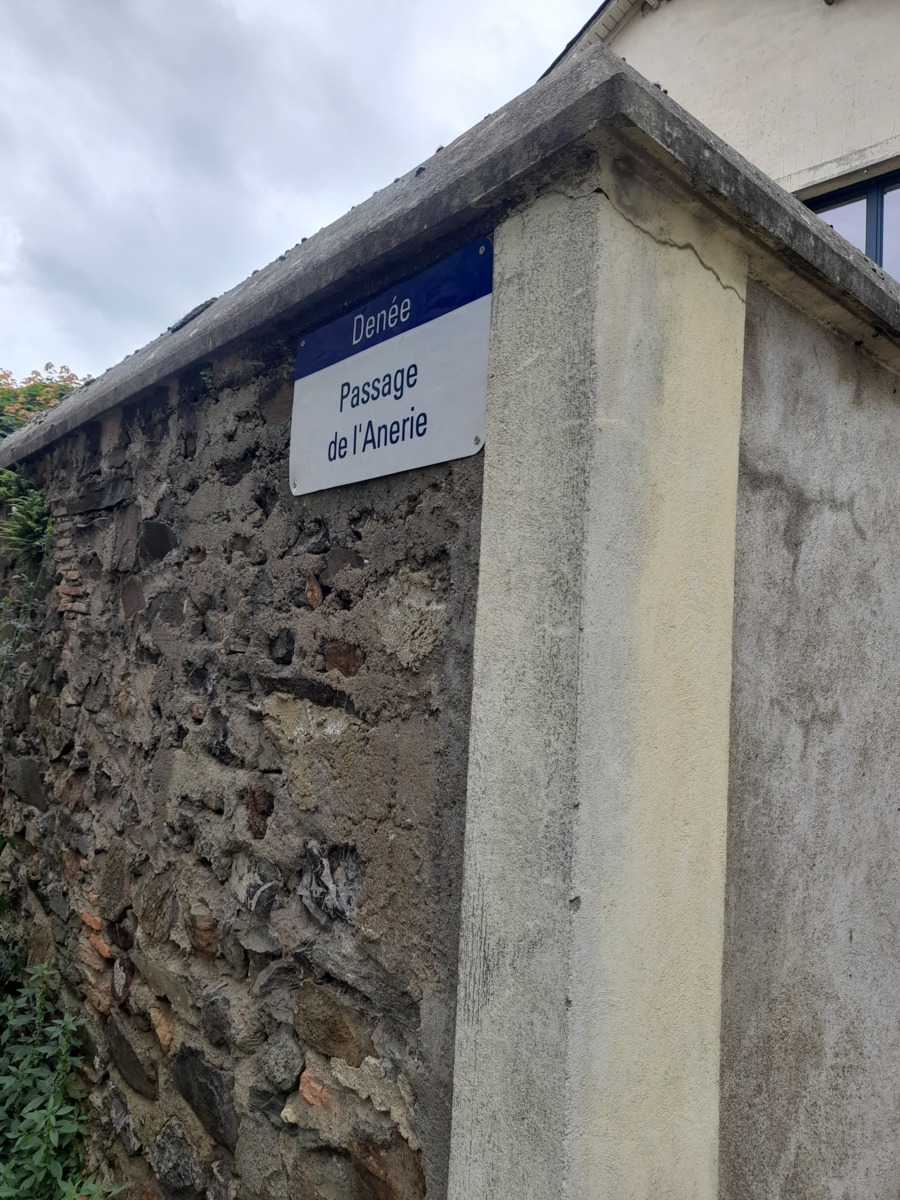 Denée
Passage
de l'Anerie